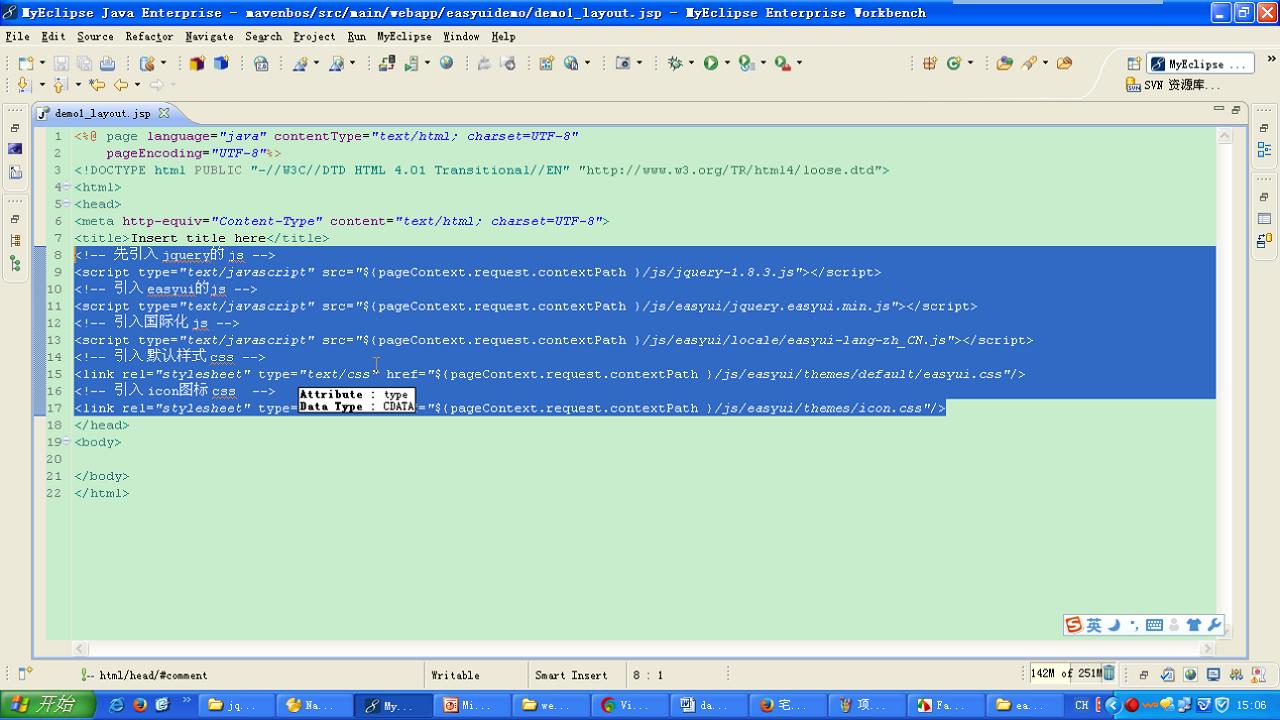 MyEclipse Java Enterprise - mavenbos/src/main/webapp/easyuidemo/demo1_layout.jsp - MyEclipse Enterprise Workbench
File Edit Source Refactor Navigate Search Project Run MyEclipse Window Help
MyEclipse ...
SVN 资源库...
demo1_layout.jsp
1 <%@ page language="java" contentType="text/html; charset=UTF-8"
2 pageEncoding="UTF-8"%>
3 <!DOCTYPE html PUBLIC "-//W3C//DTD HTML 4.01 Transitional//EN" "http://www.w3.org/TR/html4/loose.dtd">
4 <html>
5 <head>
6 <meta http-equiv="Content-Type" content="text/html; charset=UTF-8">
7 <title>Insert title here</title>
8 <!-- 先引入 jquery的 js -->
9 <script type="text/javascript" src="${pageContext.request.contextPath }/js/jquery-1.8.3.js"></script>
10 <!-- 引入 easyui的js -->
11 <script type="text/javascript" src="${pageContext.request.contextPath }/js/easyui/jquery.easyui.min.js"></script>
12 <!-- 引入国际化 js -->
13 <script type="text/javascript" src="${pageContext.request.contextPath }/js/easyui/locale/easyui-lang-zh_CN.js"></script>
14 <!-- 引入 默认样式 css -->
15 <link rel="stylesheet" type="text/css" href="${pageContext.request.contextPath }/js/easyui/themes/default/easyui.css"/>
16 <!-- 引入 icon图标 css -->
17 <link rel="stylesheet" type= ="${pageContext.request.contextPath }/js/easyui/themes/icon.css"/>
Attribute : type
Data Type : CDATA
18 </head>
19 <body>
20
21 </body>
22 </html>
英
html/head/#comment Writable Smart Insert 8 : 1 142M of 251M
开始 jq... Na... My... Mi... we... Vi... da... 宅... 项... Fa... ea... CH 15:06